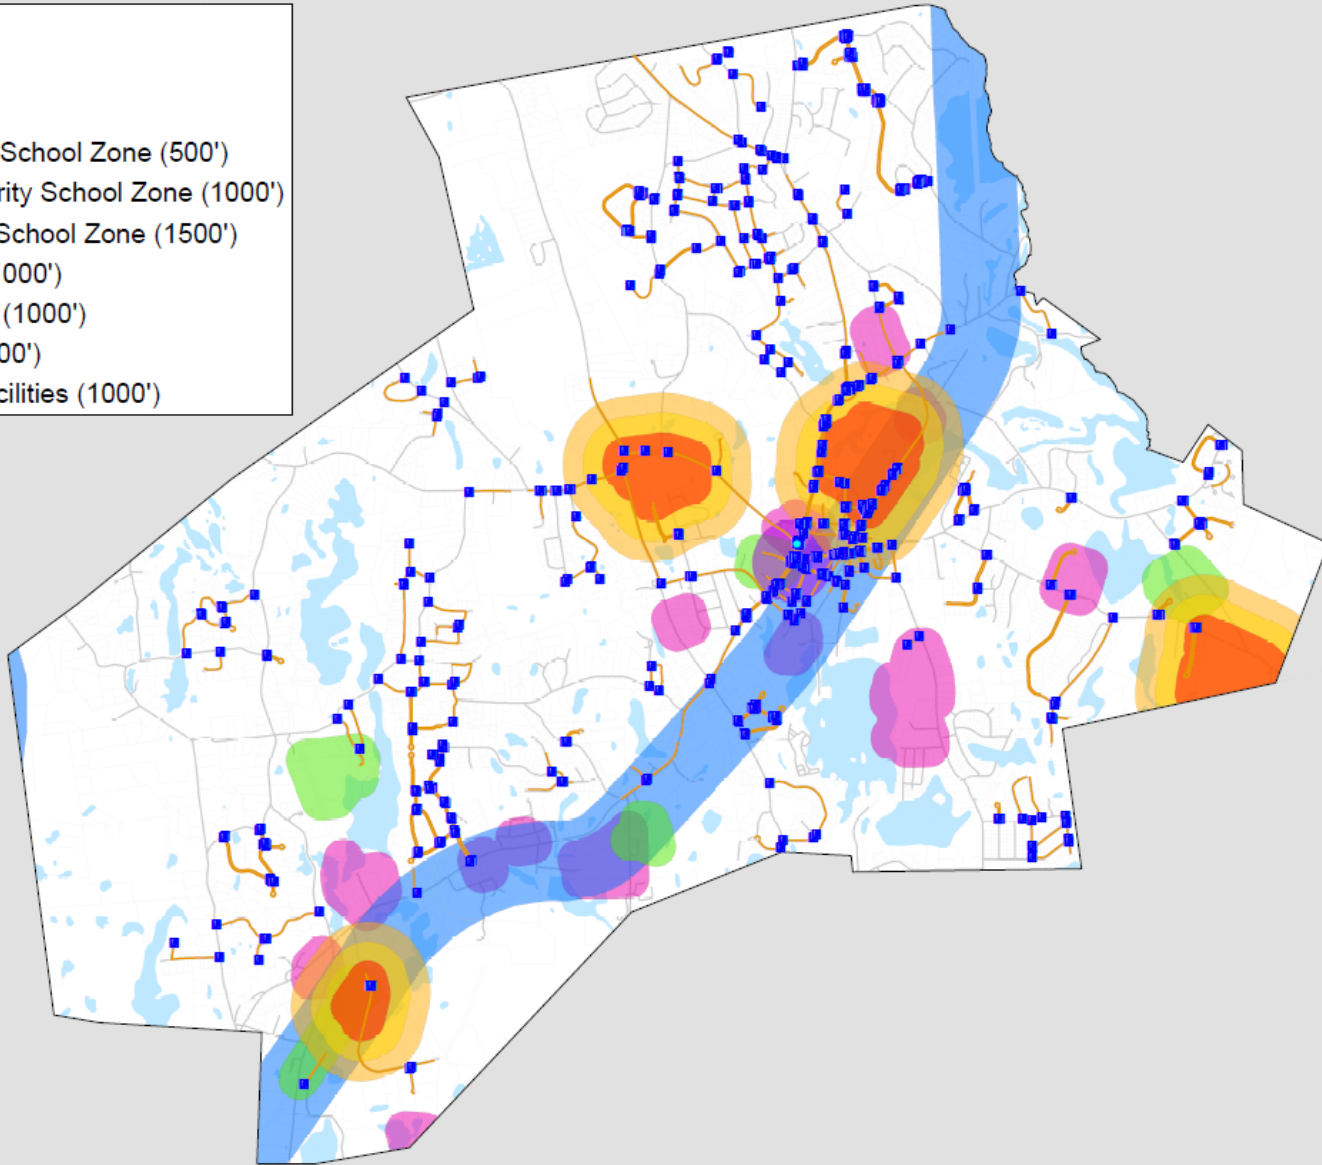 School Zone (500')
rity School Zone (1000')
School Zone (1500')
000')
(1000')
00')
cilities (1000')